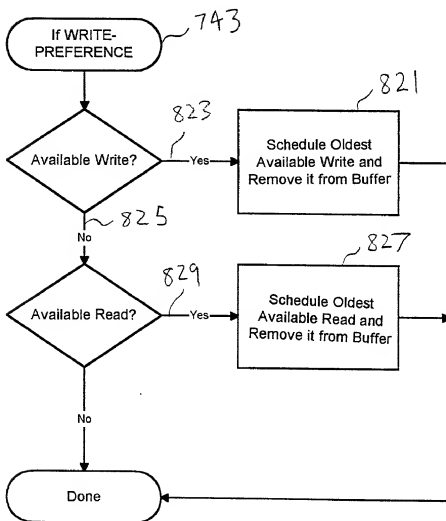 If WRITE-
PREFERENCE
743
821
823
Available Write?
Yes
Schedule Oldest
Available Write and
Remove it from Buffer
825
No
827
829
Available Read?
Yes
Schedule Oldest
Available Read and
Remove it from Buffer
No
Done